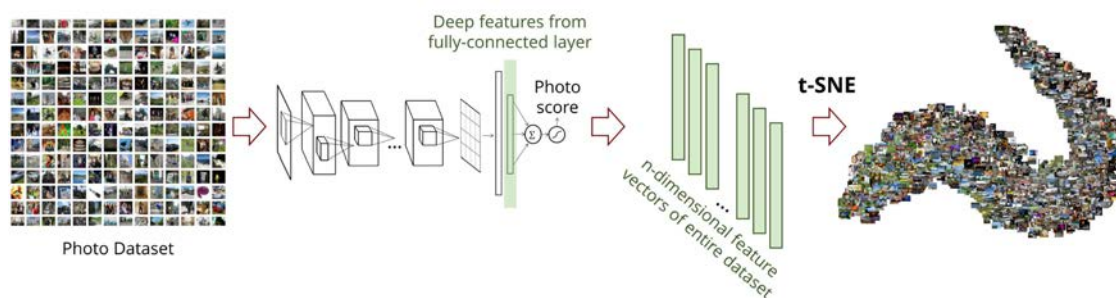 Deep features from
fully-connected layer
Photo
score
Σ
...
t-SNE
...
n-dimensional feature
vectors of entire dataset
Photo Dataset